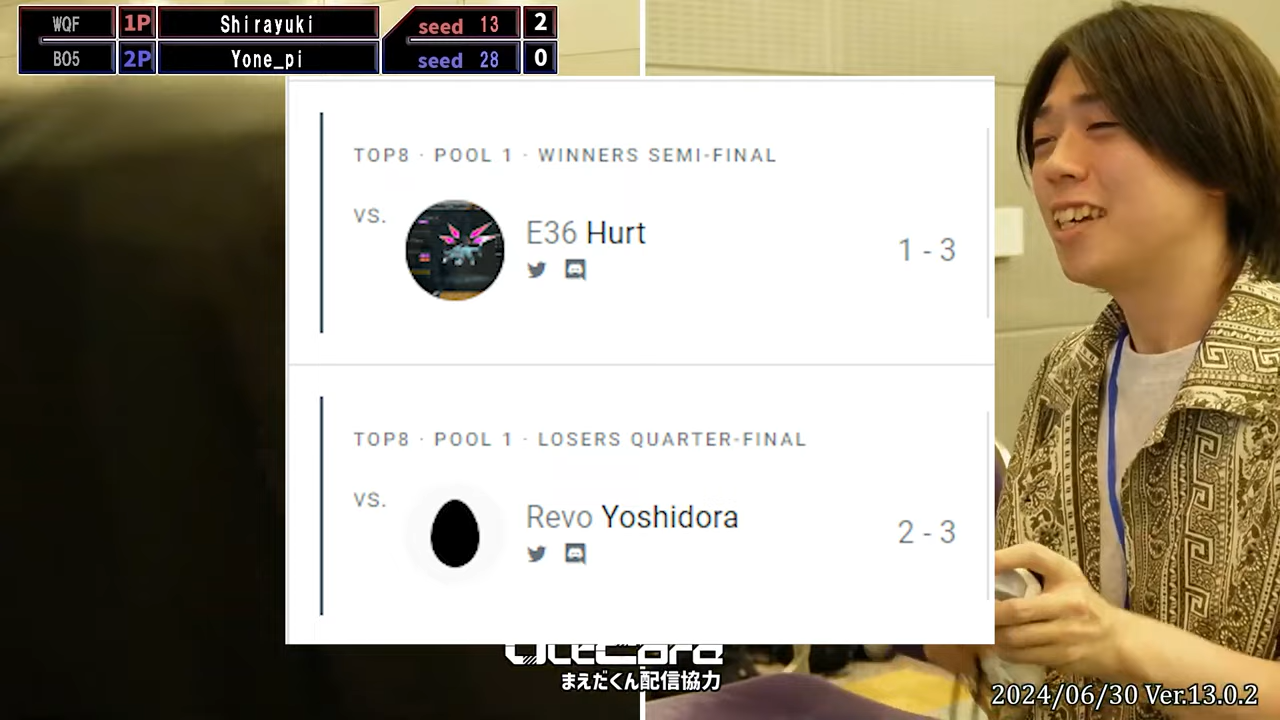 WQF 1P Shirayuki seed 13 2
BO5 2P Yone_pi seed 28 0
TOP8 · POOL 1 · WINNERS SEMI-FINAL
VS.
E36 Hurt
1 - 3
TOP8 · POOL 1 · LOSERS QUARTER-FINAL
VS.
Revo Yoshidora
2 - 3
まえだくん配信協力
2024/06/30 Ver.13.0.2